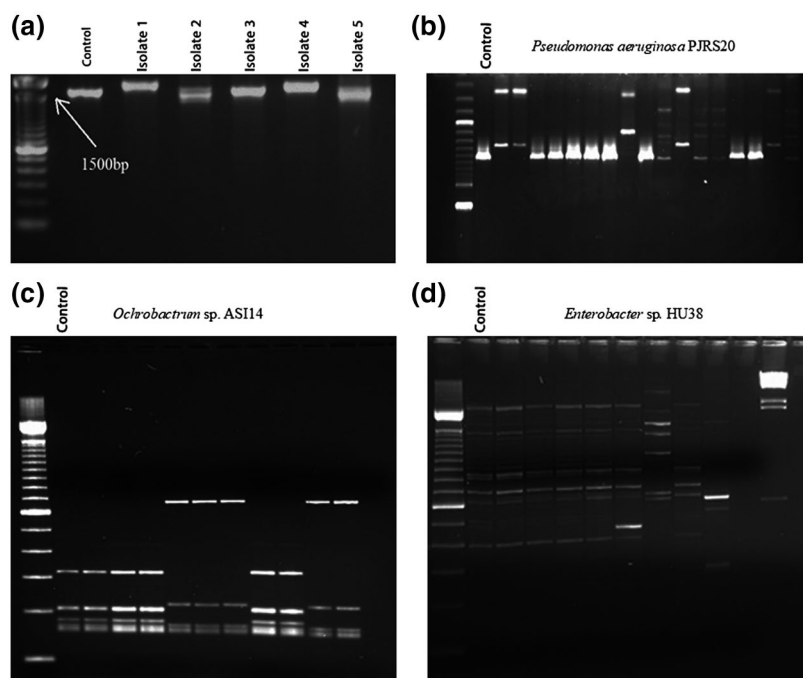 (a)
Control
Isolate 1
Isolate 2
Isolate 3
Isolate 4
Isolate 5
1500bp
(b)
Control
Pseudomonas aeruginosa PJRS20
(c)
Control
Ochrobactrum sp. ASI14
(d)
Control
Enterobacter sp. HU38